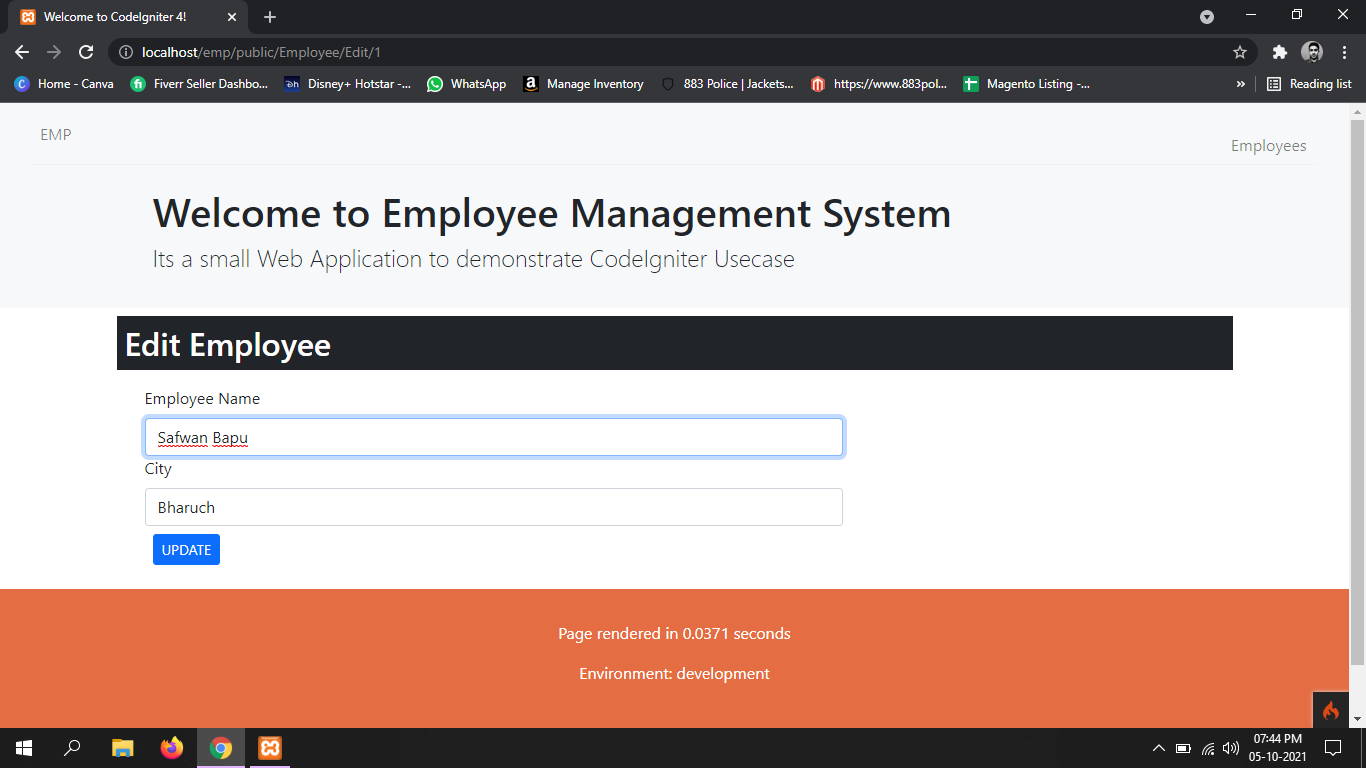 Welcome to CodeIgniter 4!
localhost/emp/public/Employee/Edit/1
Home - Canva Fiverr Seller Dashbo... Disney+ Hotstar -... WhatsApp Manage Inventory 883 Police | Jackets... https://www.883pol... Magento Listing -... » Reading list
EMP
Employees
Welcome to Employee Management System
Its a small Web Application to demonstrate CodeIgniter Usecase
Edit Employee
Employee Name
Safwan Bapu
City
Bharuch
UPDATE
Page rendered in 0.0371 seconds
Environment: development
07:44 PM
05-10-2021